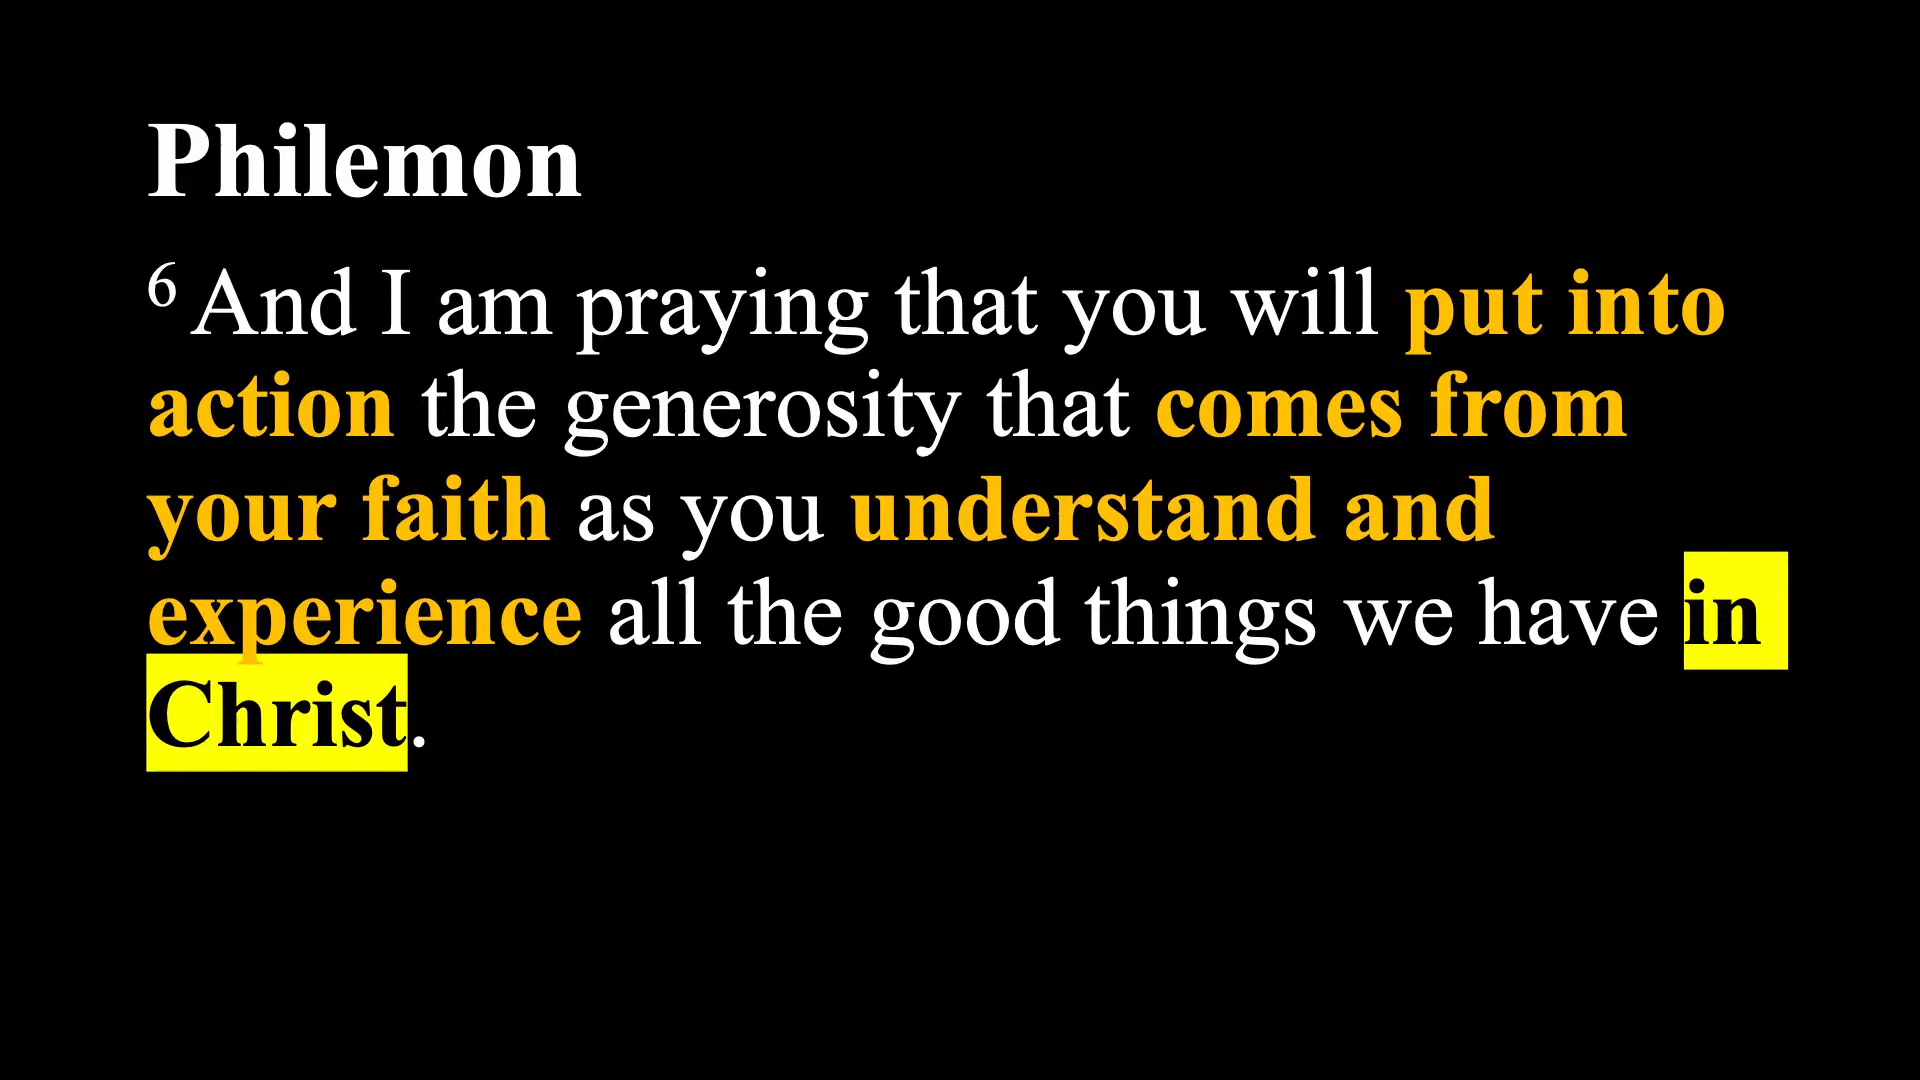 Philemon
6 And I am praying that you will put into
action the generosity that comes from
your faith as you understand and
experience all the good things we have in
Christ.